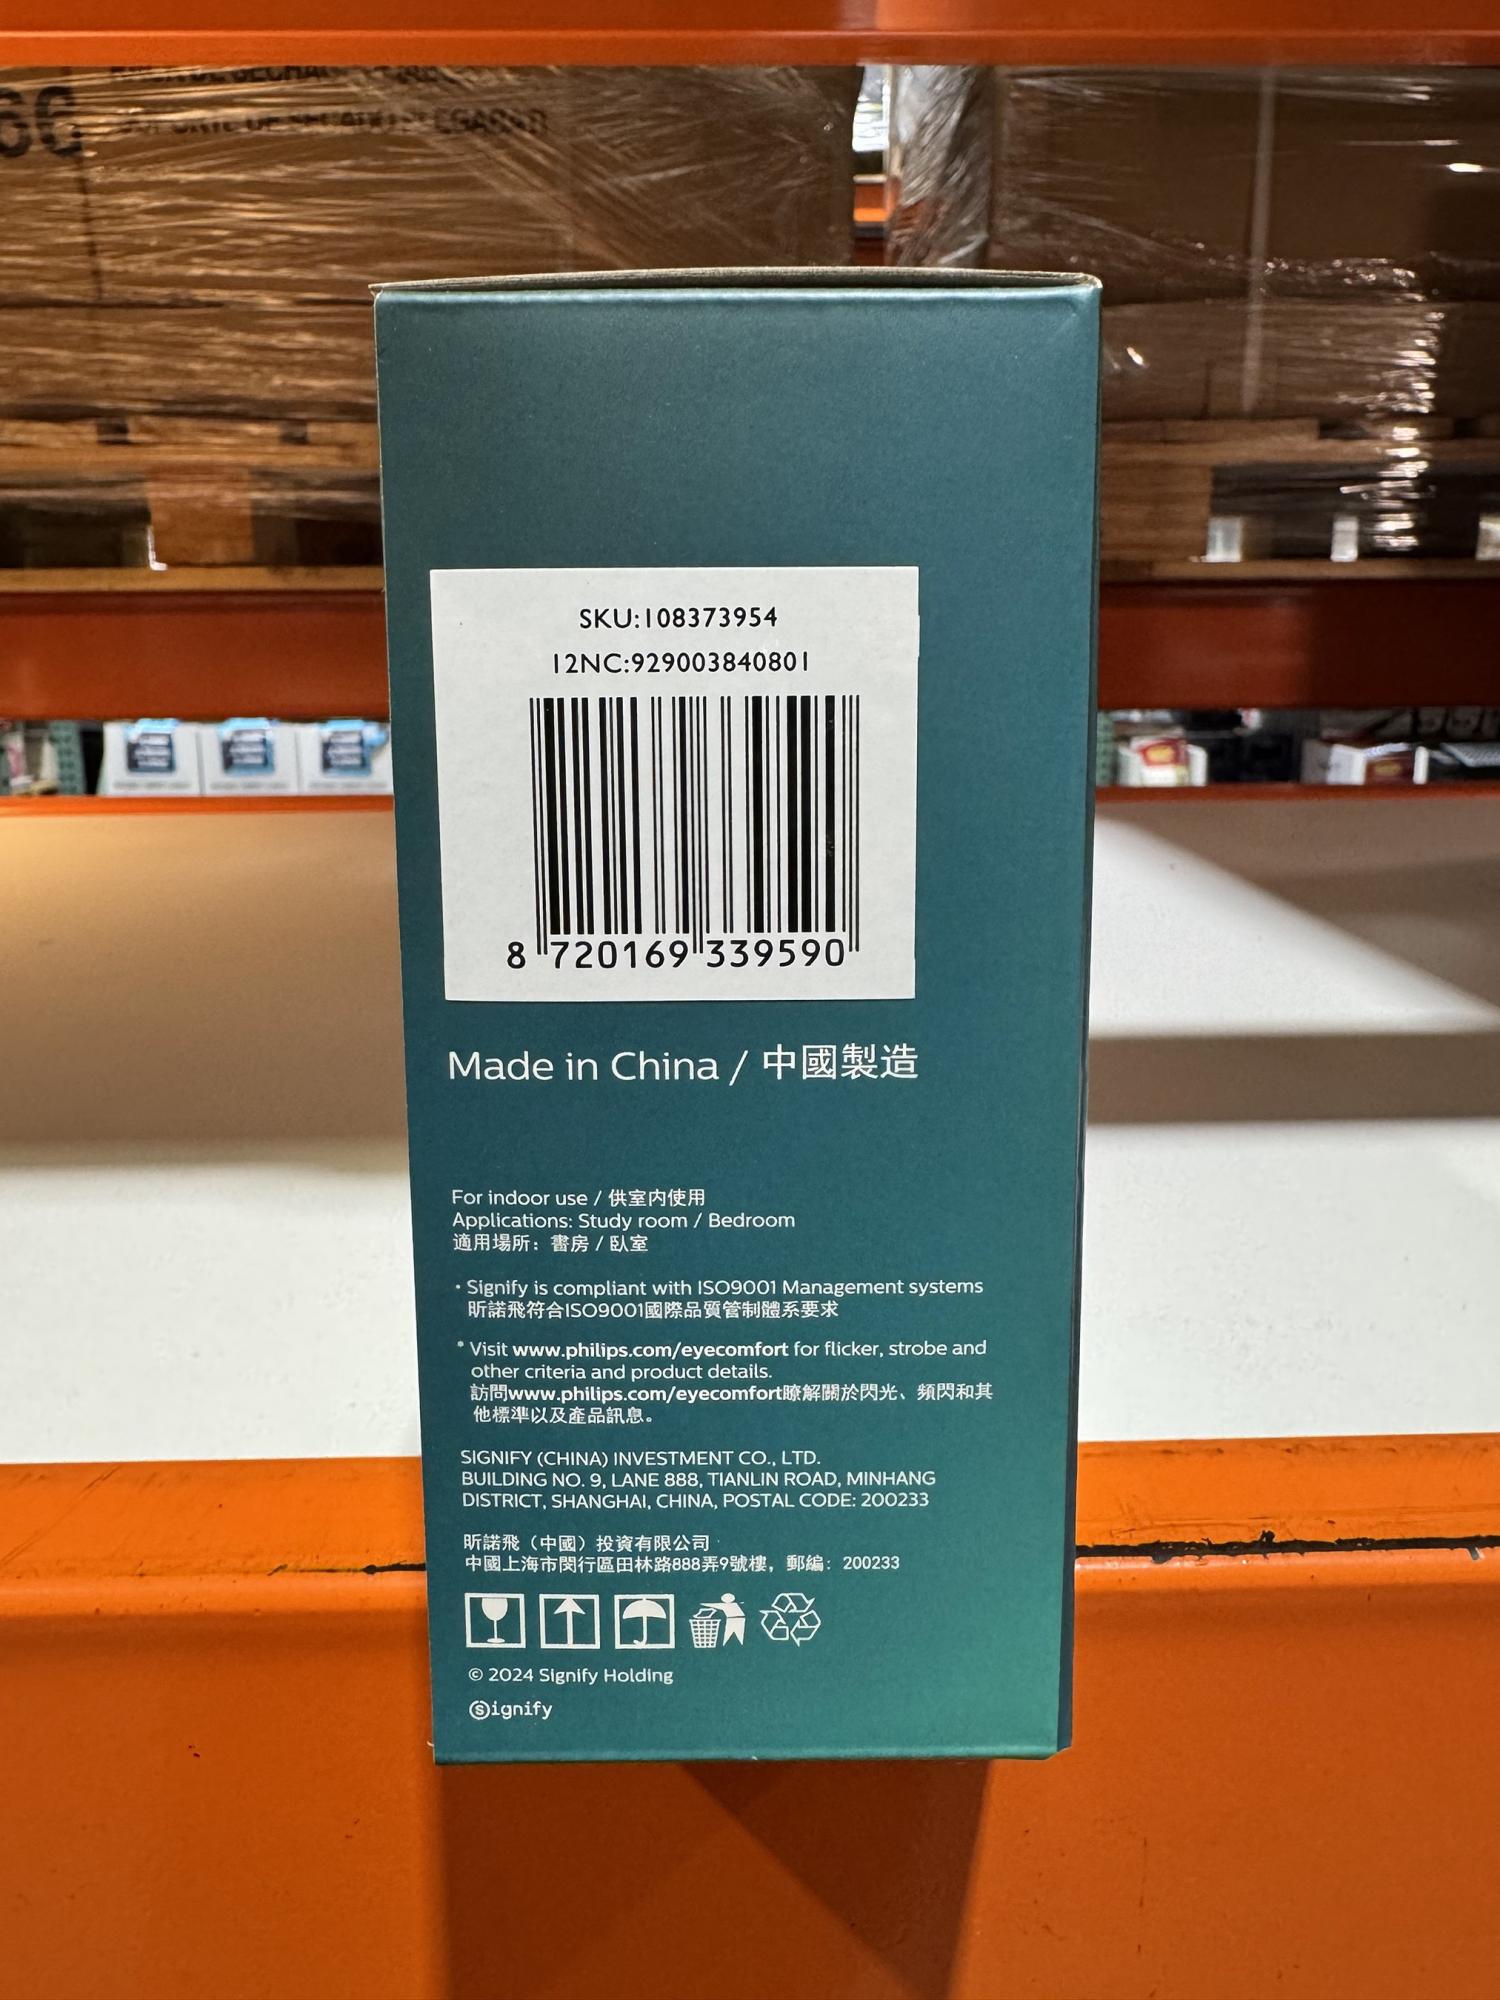 66
SKU:108373954
12NC:929003840801
8 720169 339590
Made in China / 中國製造
For indoor use / 供室內使用
Applications: Study room / Bedroom
適用場所：書房 / 臥室
· Signify is compliant with ISO9001 Management systems
昕諾飛符合ISO9001國際品質管制體系要求
* Visit www.philips.com/eyecomfort for flicker, strobe and
other criteria and product details.
訪問www.philips.com/eyecomfort瞭解關於閃光、頻閃和其
他標準以及產品訊息。
SIGNIFY (CHINA) INVESTMENT CO., LTD.
BUILDING NO. 9, LANE 888, TIANLIN ROAD, MINHANG
DISTRICT, SHANGHAI, CHINA, POSTAL CODE: 200233
昕諾飛（中國）投資有限公司
中國上海市閔行區田林路888弄9號樓，郵編：200233
© 2024 Signify Holding
Signify